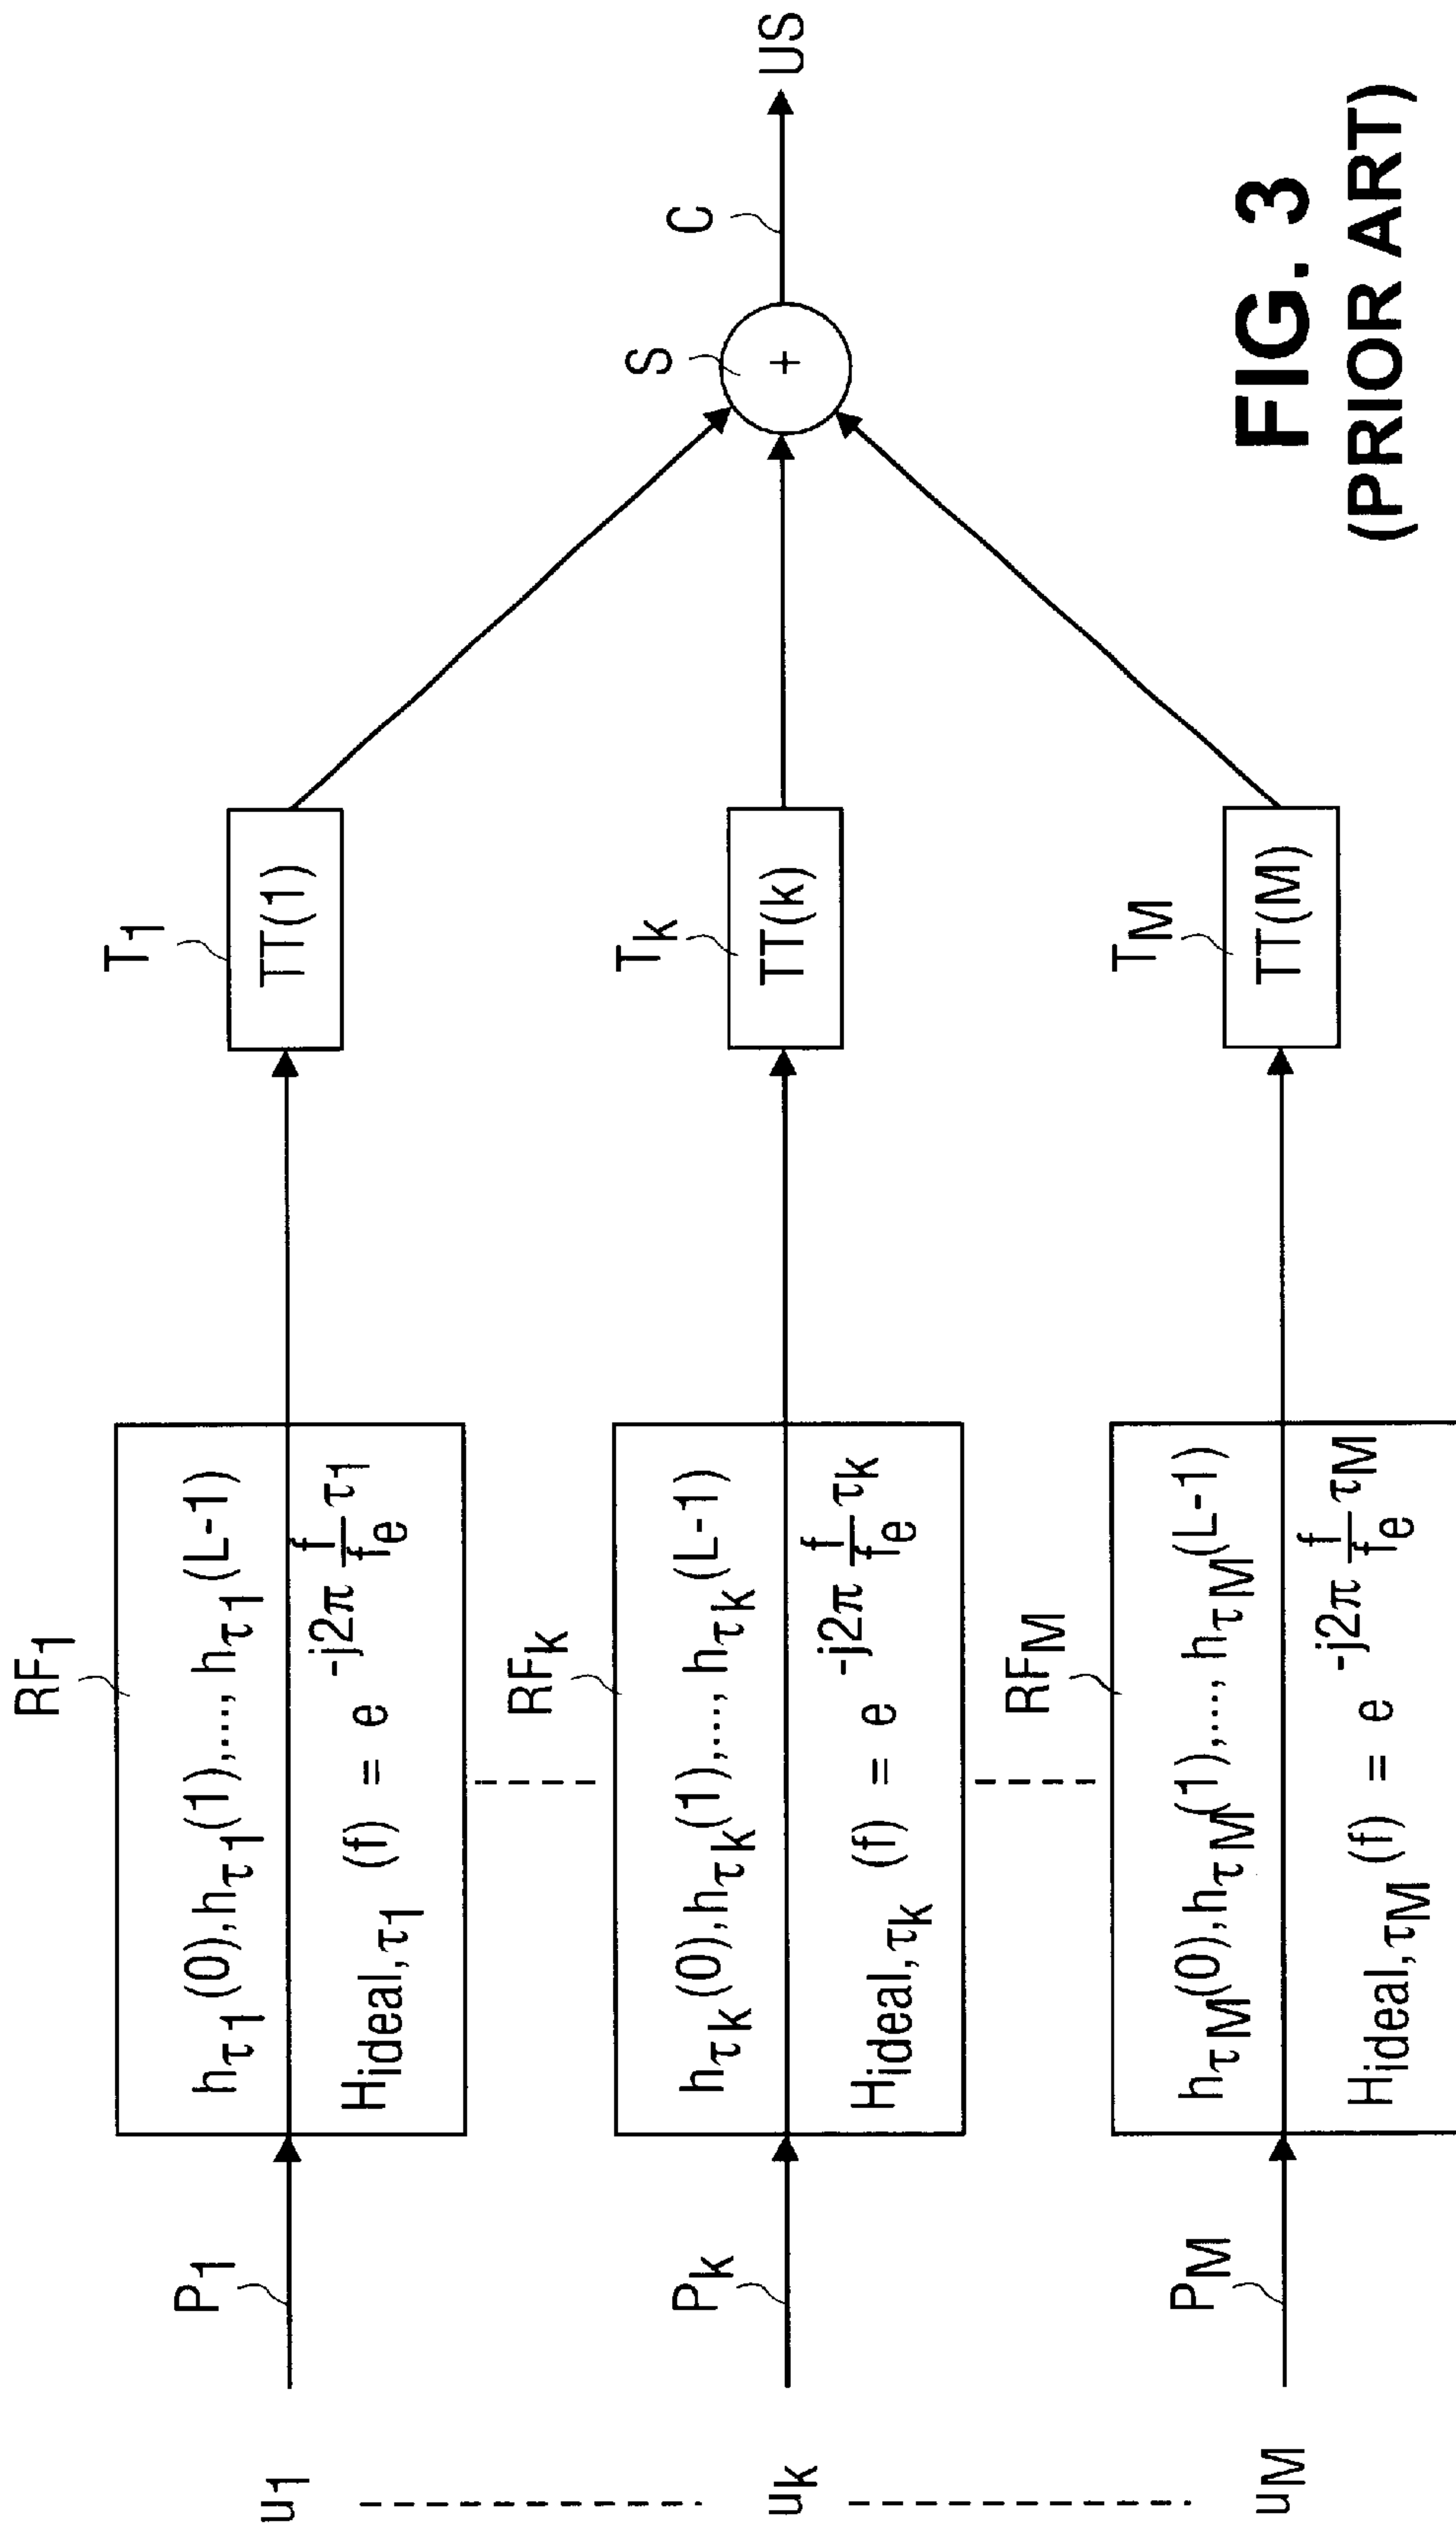 RF1
hτ1(0),hτ1(1),..., hτ1(L-1)
Hideal,τ1 (f) = e -j2π f/fe τ1
P1
u1
T1
TT(1)
RFk
hτk(0),hτk(1),..., hτk(L-1)
Hideal,τk (f) = e -j2π f/fe τk
Pk
uk
Tk
TT(k)
S
+
C
US
RFM
hτM(0),hτM(1),..., hτM(L-1)
Hideal,τM (f) = e -j2π f/fe τM
PM
uM
TM
TT(M)
FIG. 3
(PRIOR ART)